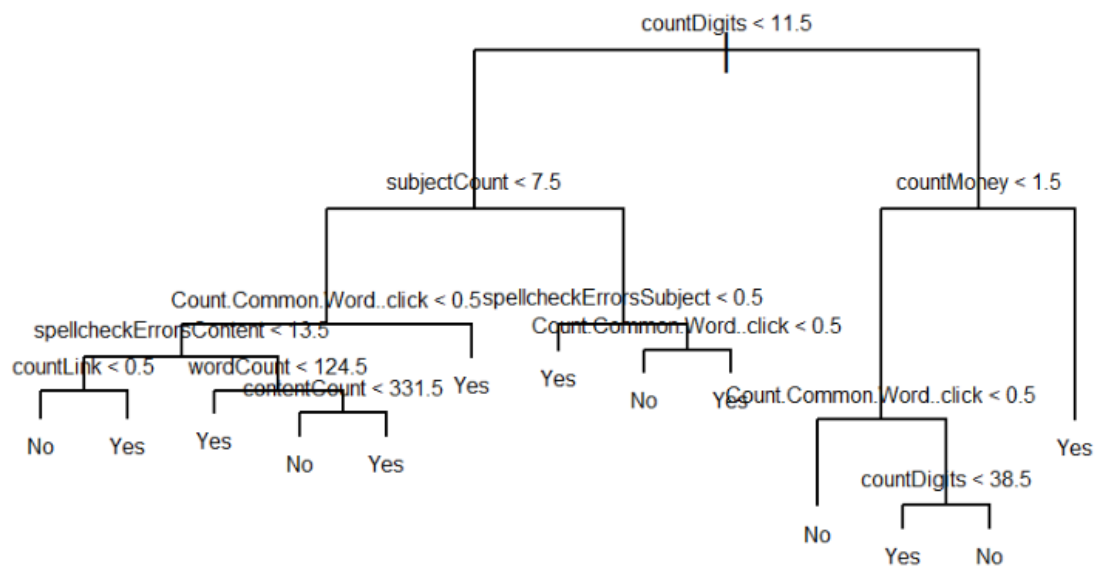 countDigits < 11.5
subjectCount < 7.5
countMoney < 1.5
Count.Common.Word..click < 0.5
spellcheckErrorsSubject < 0.5
spellcheckErrorsContent < 13.5
Count.Common.Word..click < 0.5
countLink < 0.5
wordCount < 124.5
contentCount < 331.5
Yes
Yes
No
Yes
Count.Common.Word..click < 0.5
No
Yes
Yes
No
Yes
Yes
countDigits < 38.5
No
Yes
No